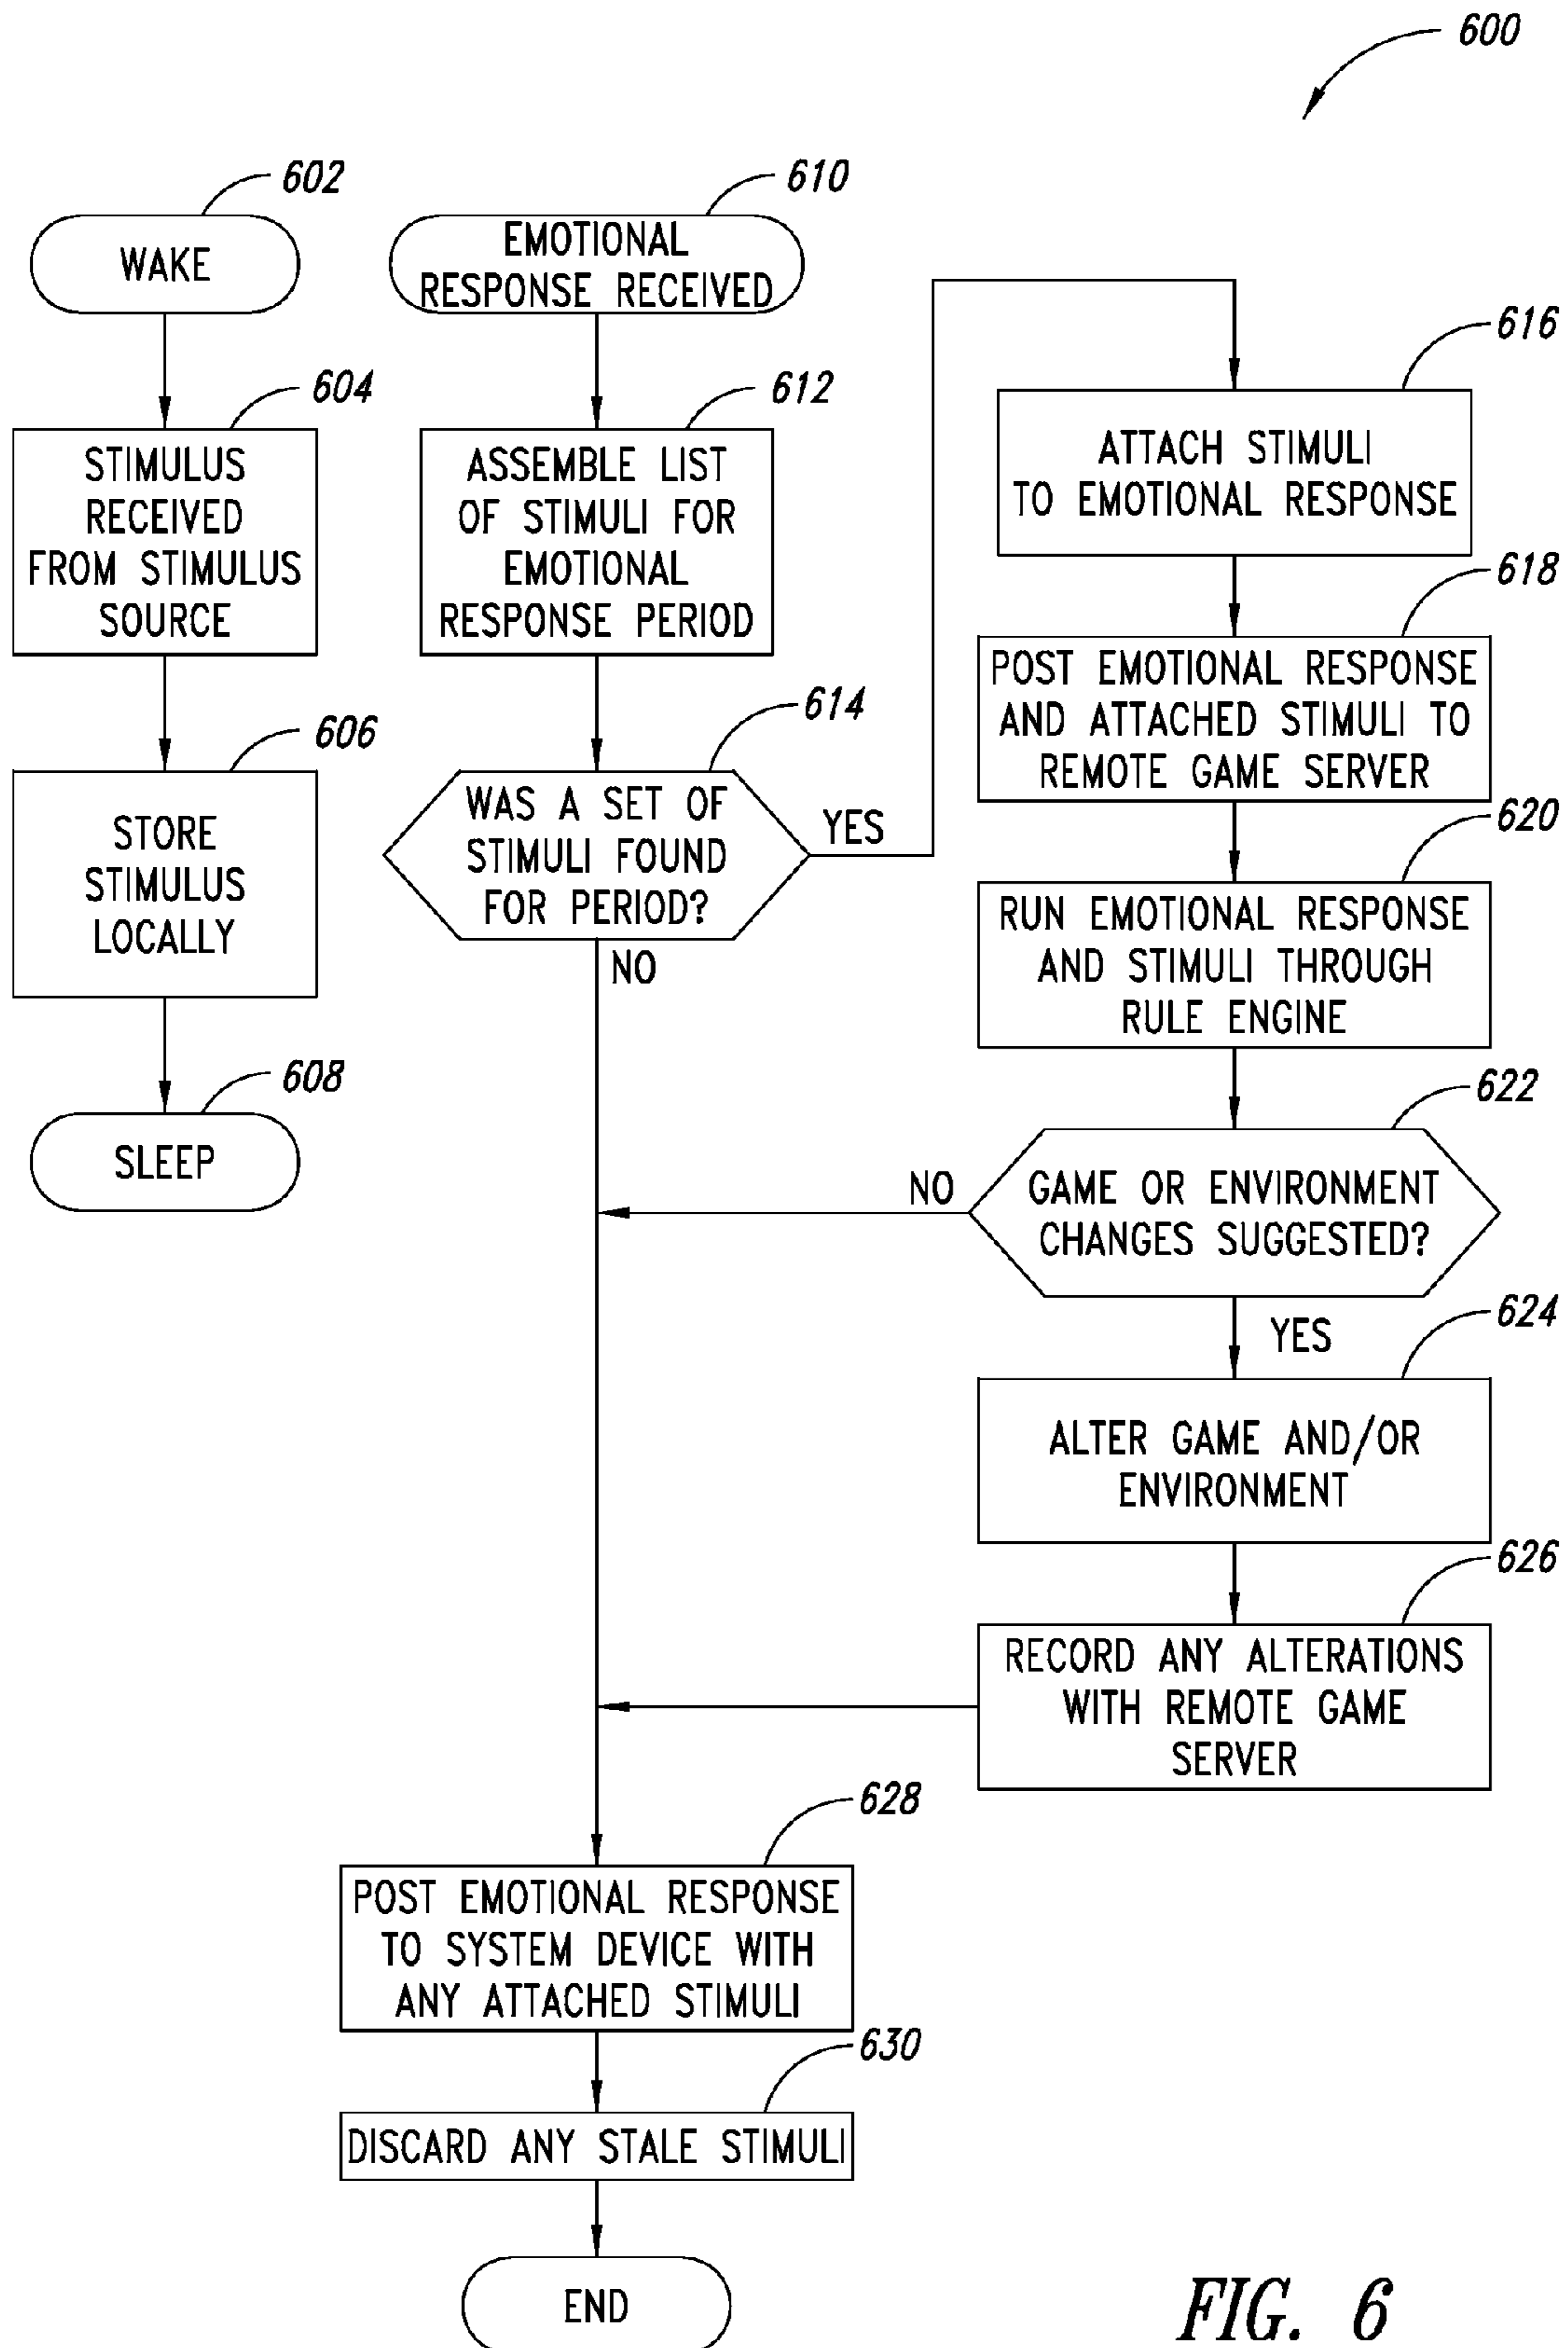 600
602
WAKE
604
STIMULUS
RECEIVED
FROM STIMULUS
SOURCE
606
STORE
STIMULUS
LOCALLY
608
SLEEP
610
EMOTIONAL
RESPONSE RECEIVED
612
ASSEMBLE LIST
OF STIMULI FOR
EMOTIONAL
RESPONSE PERIOD
614
WAS A SET OF
STIMULI FOUND
FOR PERIOD?
YES
NO
616
ATTACH STIMULI
TO EMOTIONAL RESPONSE
618
POST EMOTIONAL RESPONSE
AND ATTACHED STIMULI TO
REMOTE GAME SERVER
620
RUN EMOTIONAL RESPONSE
AND STIMULI THROUGH
RULE ENGINE
622
GAME OR ENVIRONMENT
CHANGES SUGGESTED?
NO
YES
624
ALTER GAME AND/OR
ENVIRONMENT
626
RECORD ANY ALTERATIONS
WITH REMOTE GAME
SERVER
628
POST EMOTIONAL RESPONSE
TO SYSTEM DEVICE WITH
ANY ATTACHED STIMULI
630
DISCARD ANY STALE STIMULI
END
FIG. 6